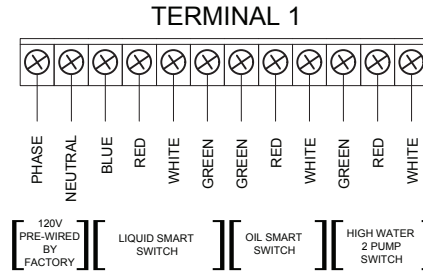 TERMINAL 1
PHASE
NEUTRAL
BLUE
RED
WHITE
GREEN
GREEN
RED
WHITE
GREEN
RED
WHITE
120V
PRE-WIRED
BY
FACTORY
LIQUID SMART
SWITCH
OIL SMART
SWITCH
HIGH WATER
2 PUMP
SWITCH